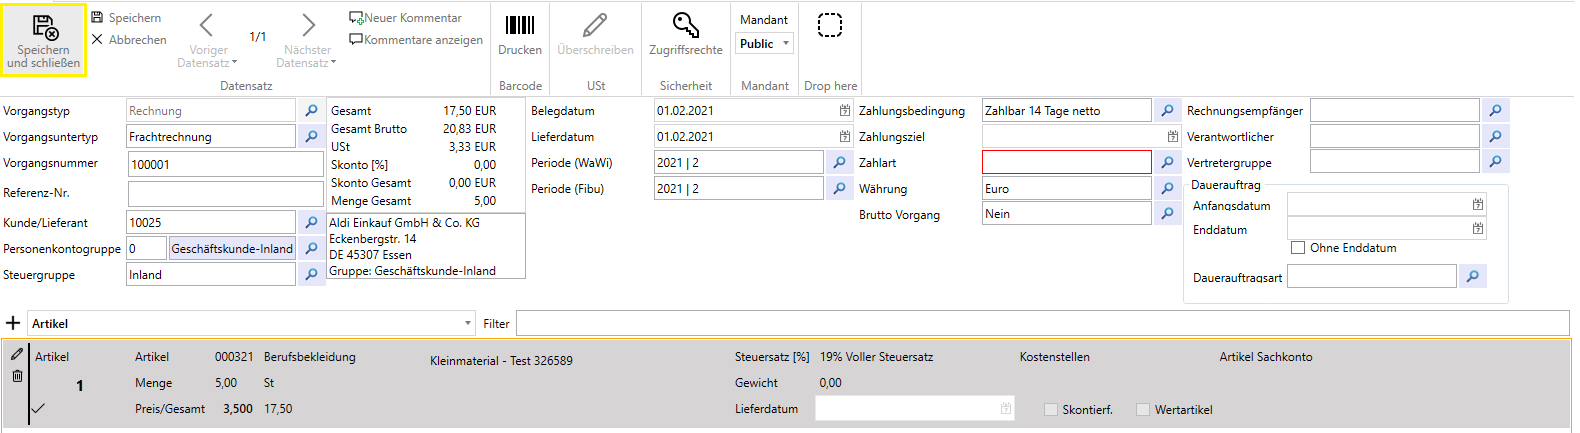 Speichern und schließen
Speichern
Abbrechen
Voriger Datensatz
1/1
Nächster Datensatz
Datensatz
Neuer Kommentar
Kommentare anzeigen
Drucken
Barcode
Überschreiben
USt
Zugriffsrechte
Sicherheit
Mandant
Public
Mandant
Drop here
Vorgangstyp Rechnung
Vorgangsuntertyp Frachtrechnung
Vorgangsnummer 100001
Referenz-Nr.
Kunde/Lieferant 10025
Personenkontogruppe 0 Geschäftskunde-Inland
Steuergruppe Inland
Gesamt 17,50 EUR
Gesamt Brutto 20,83 EUR
USt 3,33 EUR
Skonto [%] 0,00
Skonto Gesamt 0,00 EUR
Menge Gesamt 5,00
Aldi Einkauf GmbH & Co. KG
Eckenbergstr. 14
DE 45307 Essen
Gruppe: Geschäftskunde-Inland
Belegdatum 01.02.2021
Lieferdatum 01.02.2021
Periode (WaWi) 2021 | 2
Periode (Fibu) 2021 | 2
Zahlungsbedingung Zahlbar 14 Tage netto
Zahlungsziel
Zahlart
Währung Euro
Brutto Vorgang Nein
Rechnungsempfänger
Verantwortlicher
Vertretergruppe
Dauerauftrag
Anfangsdatum
Enddatum
Ohne Enddatum
Dauerauftragsart
Artikel Filter
Artikel Artikel 000321 Berufsbekleidung Kleinmaterial - Test 326589 Steuersatz [%] 19% Voller Steuersatz Kostenstellen Artikel Sachkonto
1 Menge 5,00 St Gewicht 0,00
Preis/Gesamt 3,500 17,50 Lieferdatum Skontierf. Wertartikel